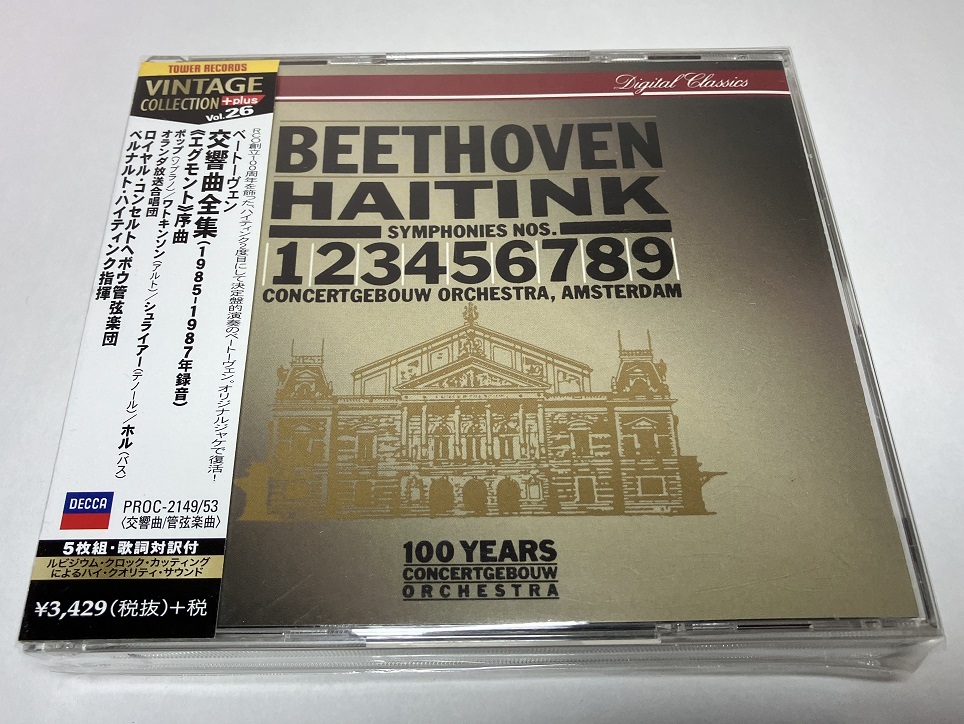 TOWER RECORDS
VINTAGE
COLLECTION +plus
Vol.26
RCO創立100周年を飾った、ハイティンク2度目にして決定盤的演奏のベートーヴェン。オリジナルジャケで復活!
ベートーヴェン
交響曲全集(1985-1987年録音)
《エグモント》序曲
ポップ(ソプラノ)/ワトキンソン(アルト)/シュライアー(テノール)/ホル(バス)
オランダ放送合唱団
ロイヤル・コンセルトヘボウ管弦楽団
ベルナルト・ハイティンク指揮
DECCA
PROC-2149/53
〈交響曲/管弦楽曲〉
5枚組・歌詞対訳付
ルビジウム・クロック・カッティング
によるハイ・クオリティ・サウンド
¥3,429(税抜)+税
Digital Classics
BEETHOVEN
HAITINK
SYMPHONIES NOS.
1 2 3 4 5 6 7 8 9
CONCERTGEBOUW ORCHESTRA, AMSTERDAM
100 YEARS
CONCERTGEBOUW
ORCHESTRA